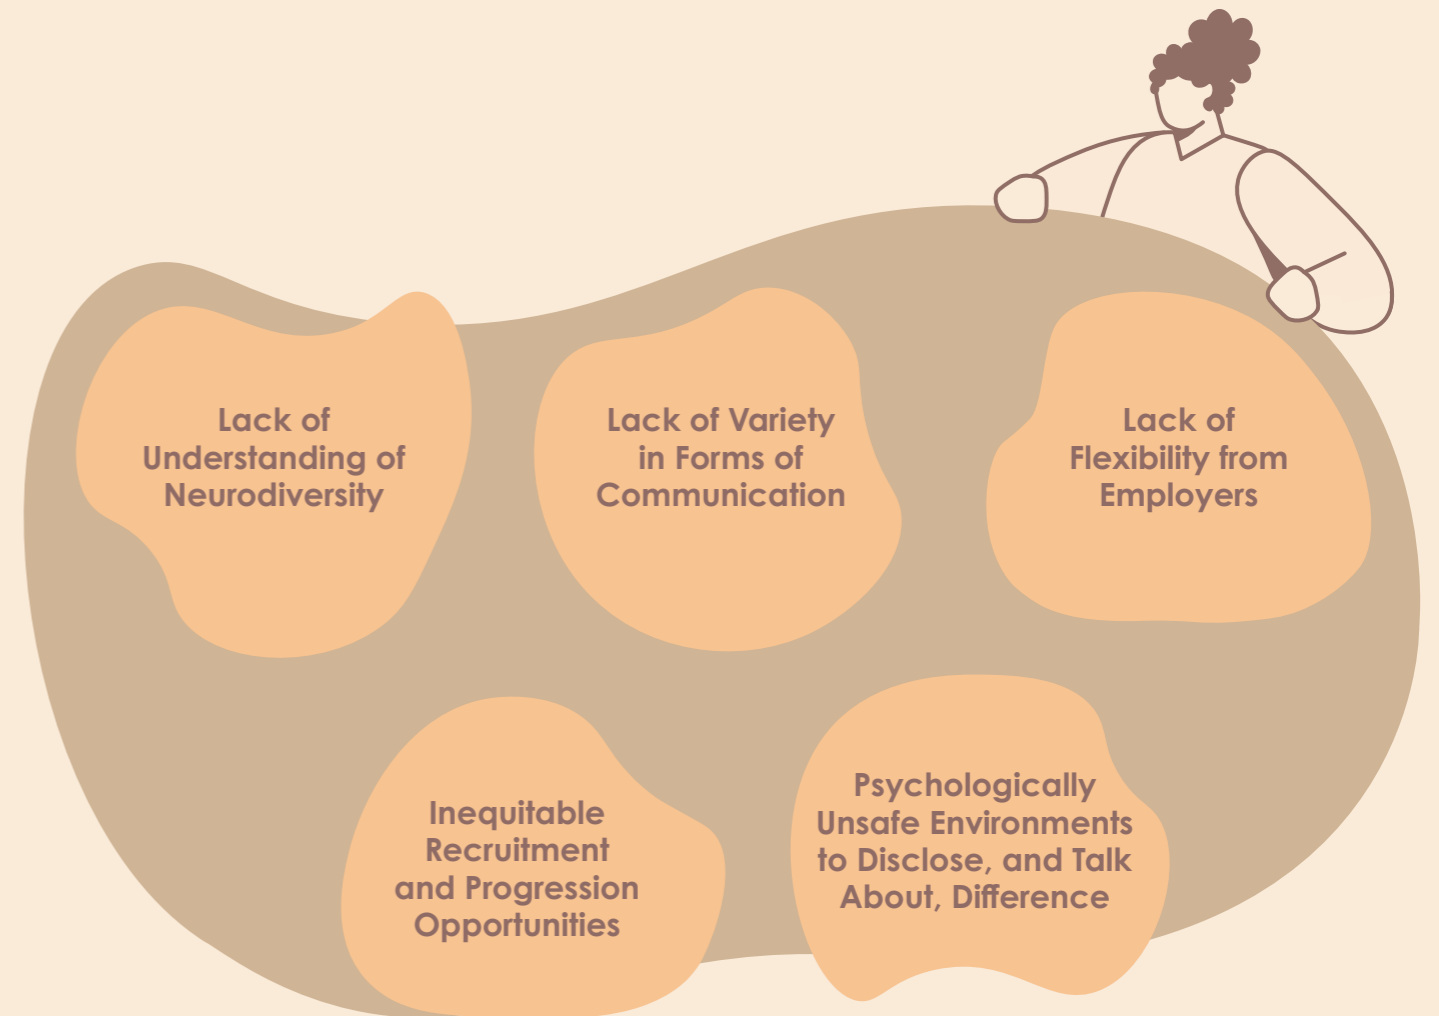 Lack of
Understanding of
Neurodiversity
Lack of Variety
in Forms of
Communication
Lack of
Flexibility from
Employers
Inequitable
Recruitment
and Progression
Opportunities
Psychologically
Unsafe Environments
to Disclose, and Talk
About, Difference